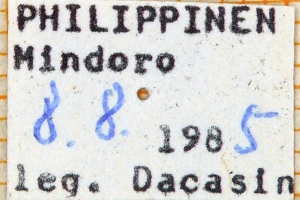 PHILIPPINEN
Mindoro
8. 8. 1985
leg. Dacasin